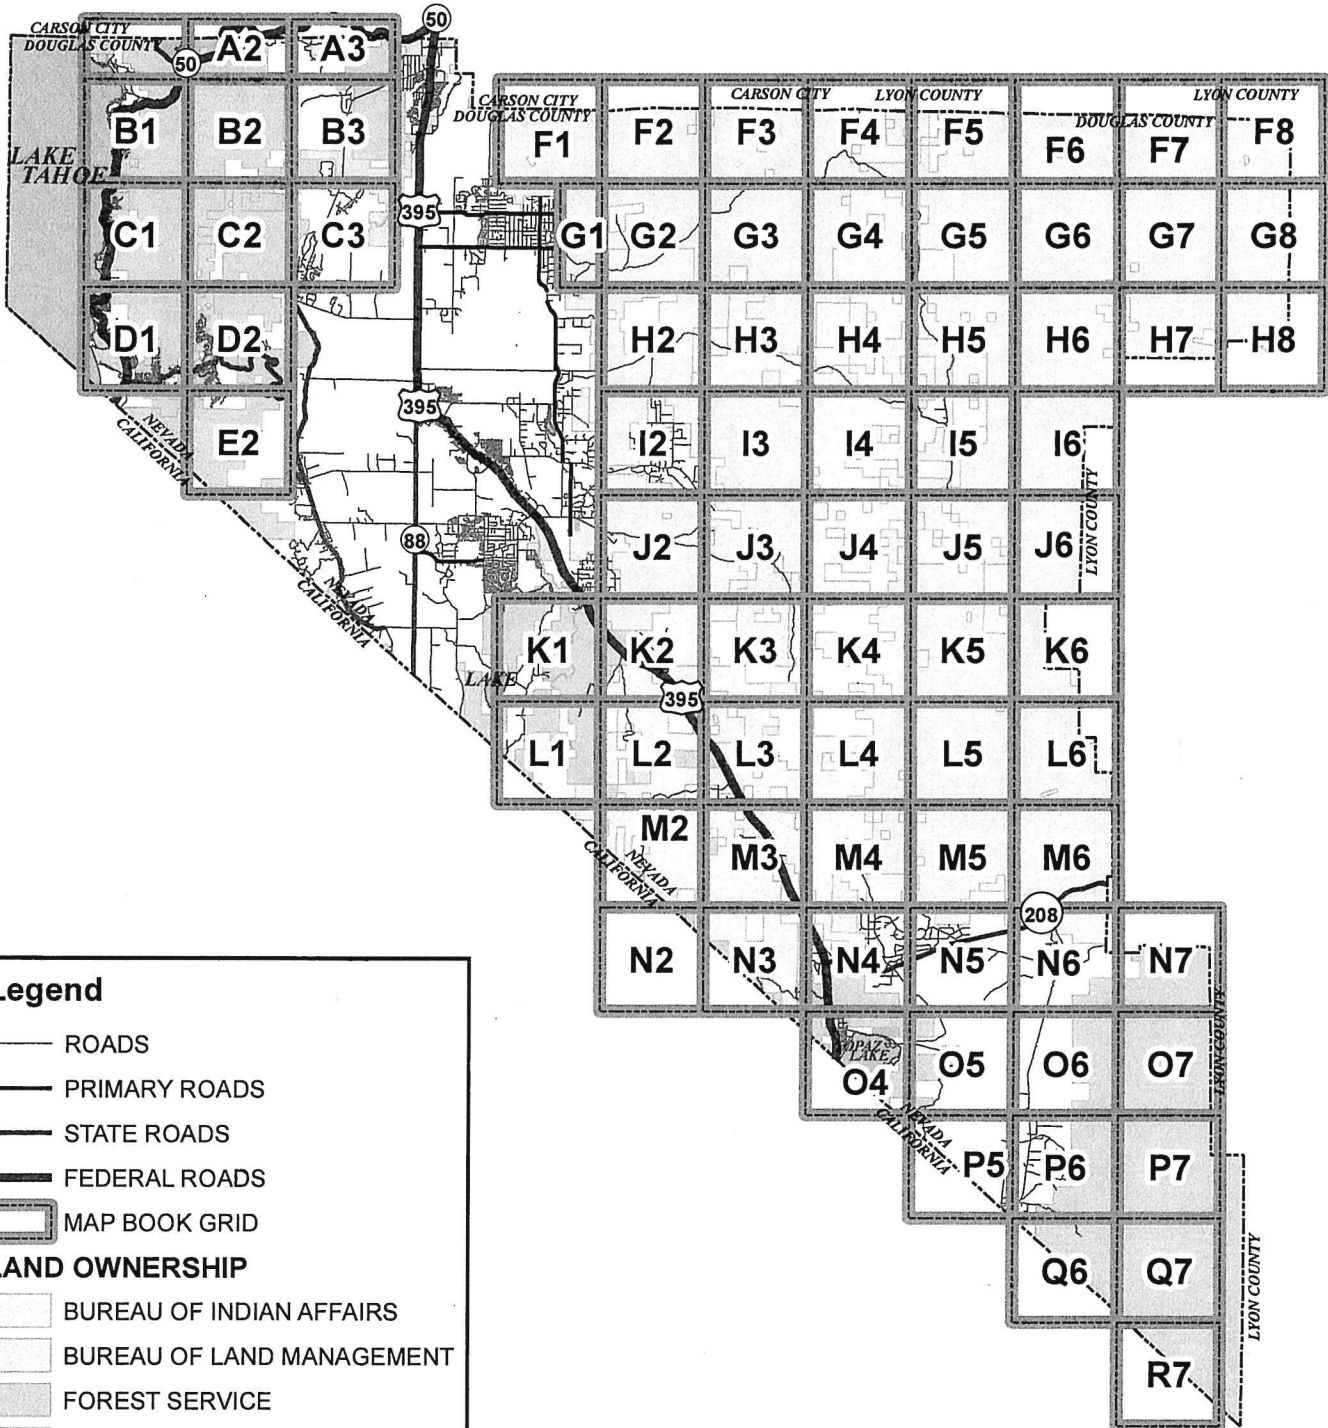 50
CARSON CITY
DOUGLAS COUNTY
A2
A3
50
CARSON CITY
DOUGLAS COUNTY
CARSON CITY
LYON COUNTY
LYON COUNTY
DOUGLAS COUNTY
B1
B2
B3
F1
F2
F3
F4
F5
F6
F7
F8
LAKE
TAHOE
395
C1
C2
C3
G1
G2
G3
G4
G5
G6
G7
G8
D1
D2
H2
H3
H4
H5
H6
H7
H8
395
NEVADA
CALIFORNIA
E2
I2
I3
I4
I5
I6
LYON COUNTY
88
J2
J3
J4
J5
J6
NEVADA
CALIFORNIA
K1
K2
K3
K4
K5
K6
LAKE
395
L1
L2
L3
L4
L5
L6
M2
M3
M4
M5
M6
NEVADA
CALIFORNIA
208
N2
N3
N4
N5
N6
N7
LYON COUNTY
OPAZ
LAKE
O4
O5
O6
O7
NEVADA
CALIFORNIA
P5
P6
P7
Q6
Q7
LYON COUNTY
R7
Legend
ROADS
PRIMARY ROADS
STATE ROADS
FEDERAL ROADS
MAP BOOK GRID
LAND OWNERSHIP
BUREAU OF INDIAN AFFAIRS
BUREAU OF LAND MANAGEMENT
FOREST SERVICE